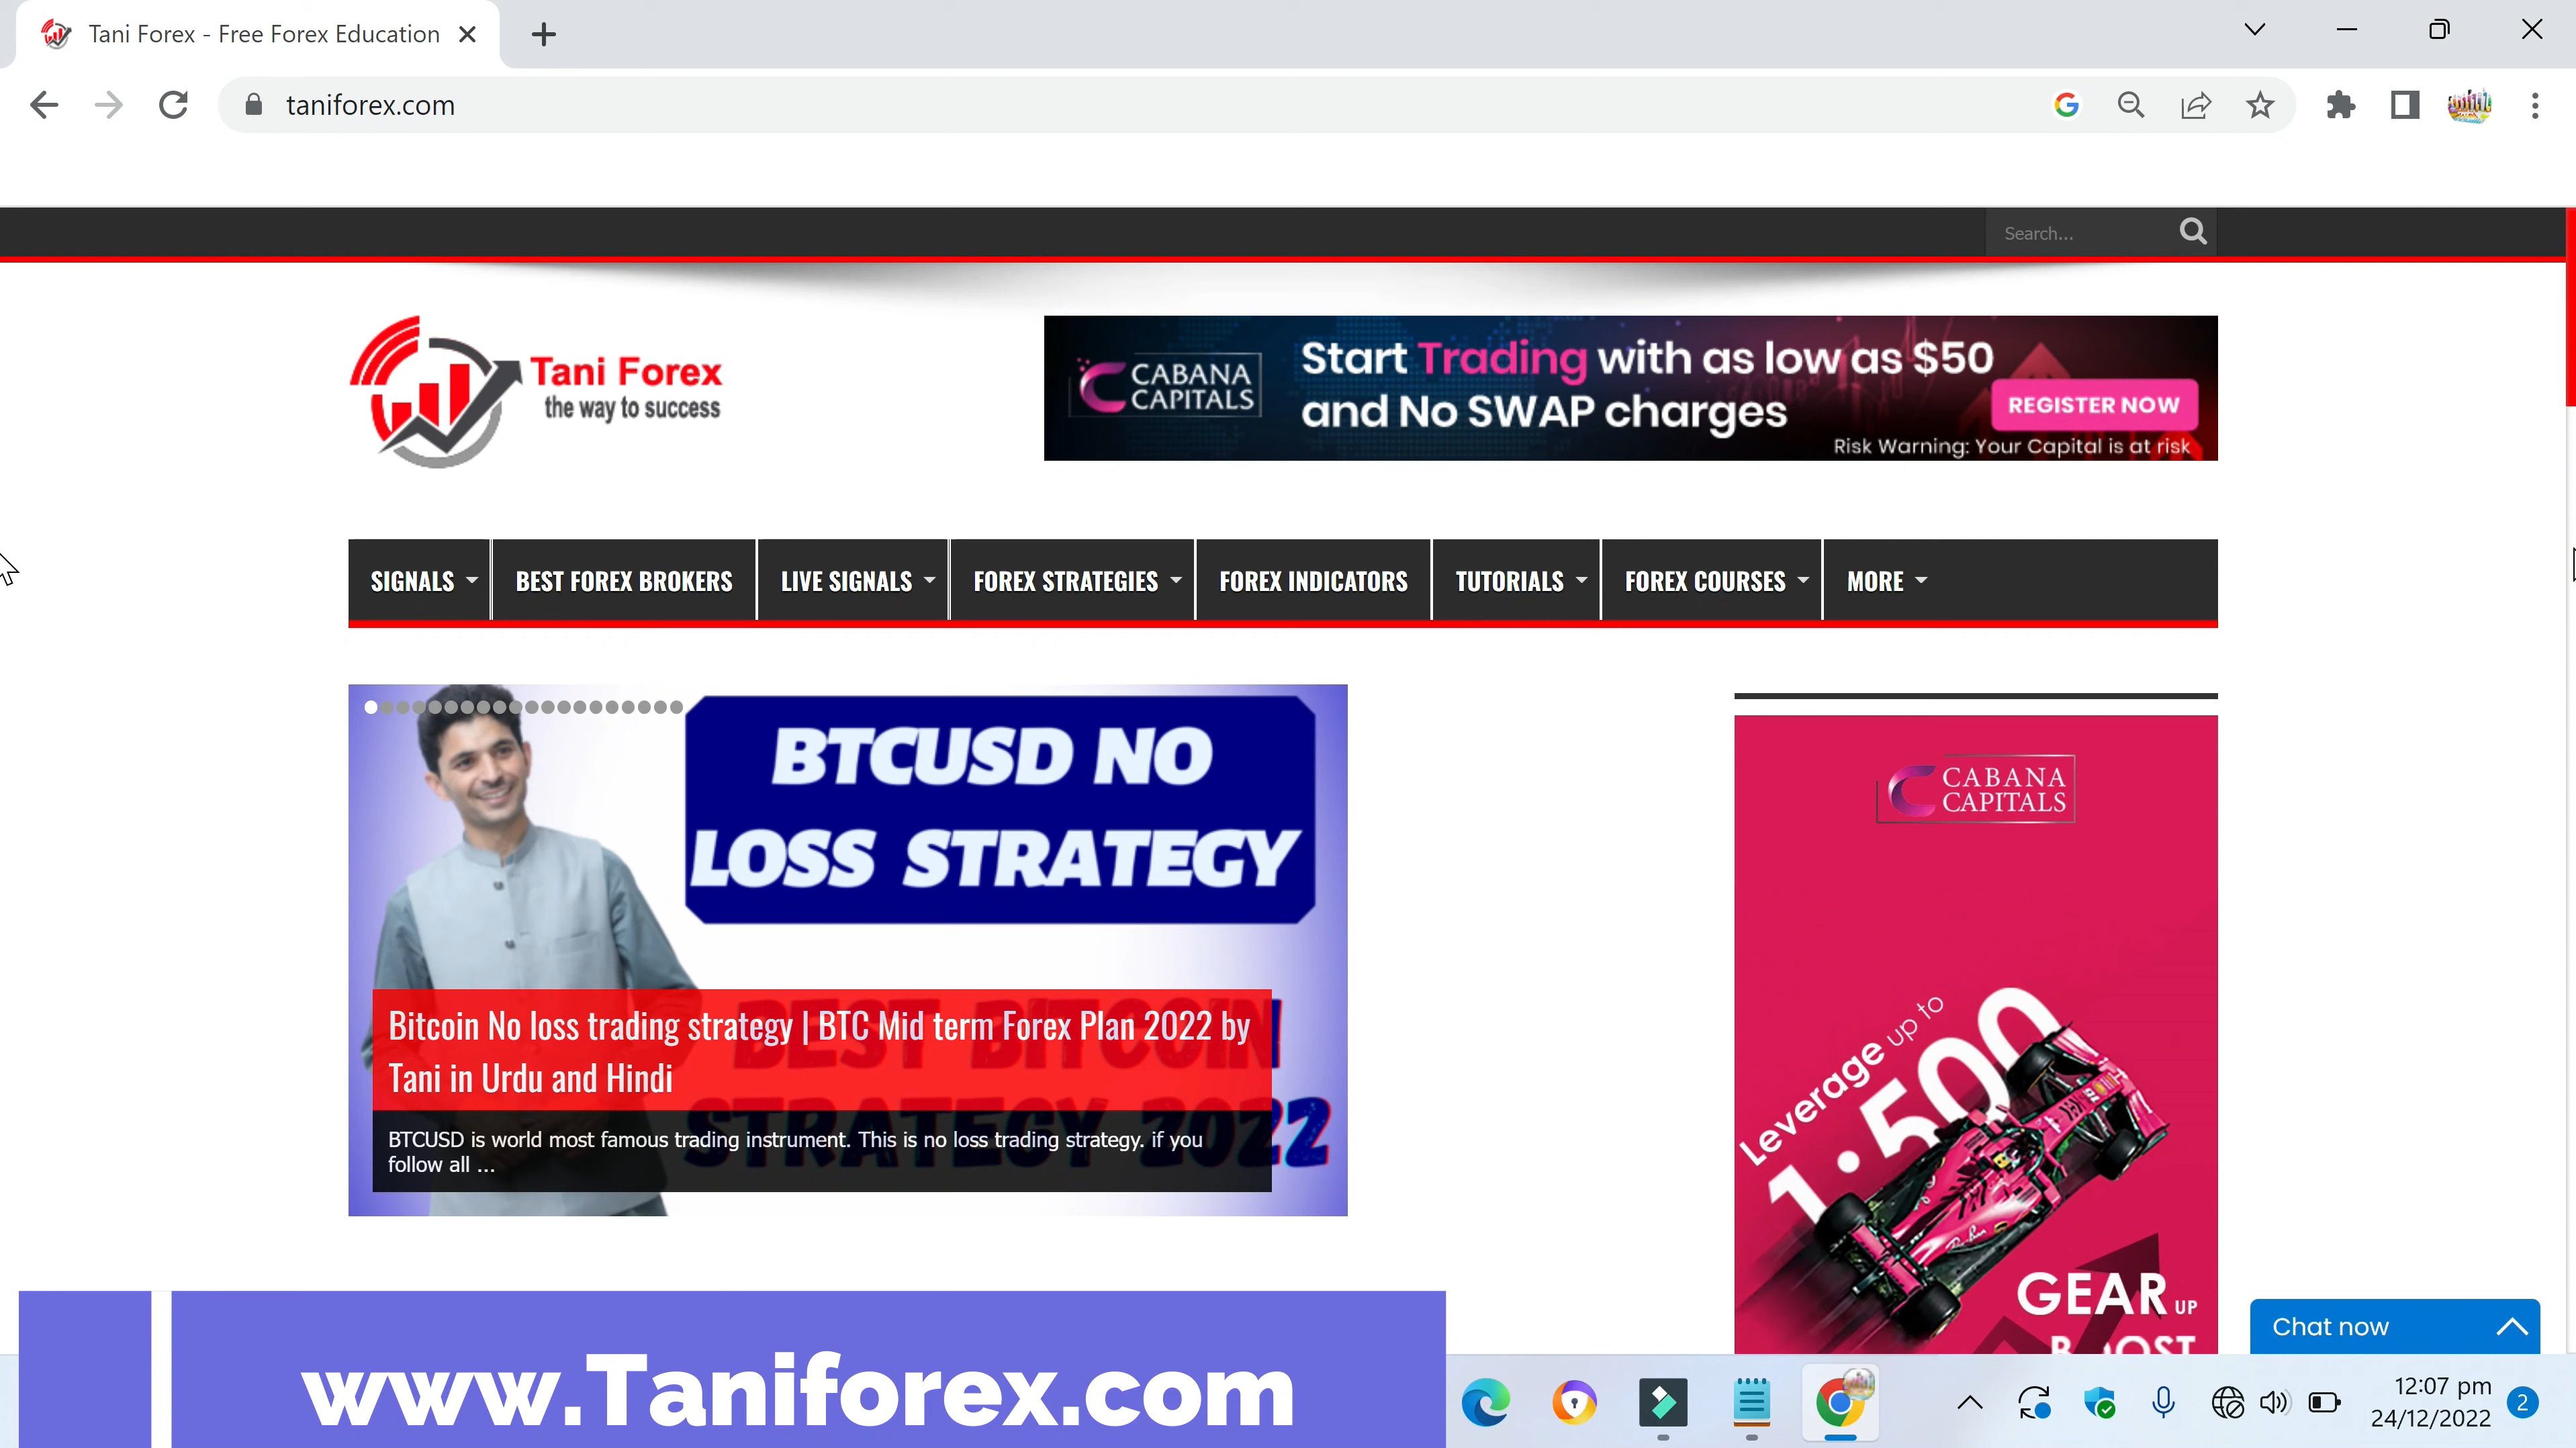 Tani Forex - Free Forex Education
taniforex.com
Search...
Tani Forex
the way to success
CABANA
CAPITALS
Start Trading with as low as $50
and No SWAP charges
REGISTER NOW
Risk Warning: Your Capital is at risk
SIGNALS
BEST FOREX BROKERS
LIVE SIGNALS
FOREX STRATEGIES
FOREX INDICATORS
TUTORIALS
FOREX COURSES
MORE
BTCUSD NO
LOSS STRATEGY
BEST BITCOIN
STRATEGY 2022
Bitcoin No loss trading strategy | BTC Mid term Forex Plan 2022 by
Tani in Urdu and Hindi
BTCUSD is world most famous trading instrument. This is no loss trading strategy. if you
follow all ...
CABANA
CAPITALS
Leverage up to
1:500
GEAR UP
BOOST
Chat now
www.Taniforex.com
12:07 pm
24/12/2022
2